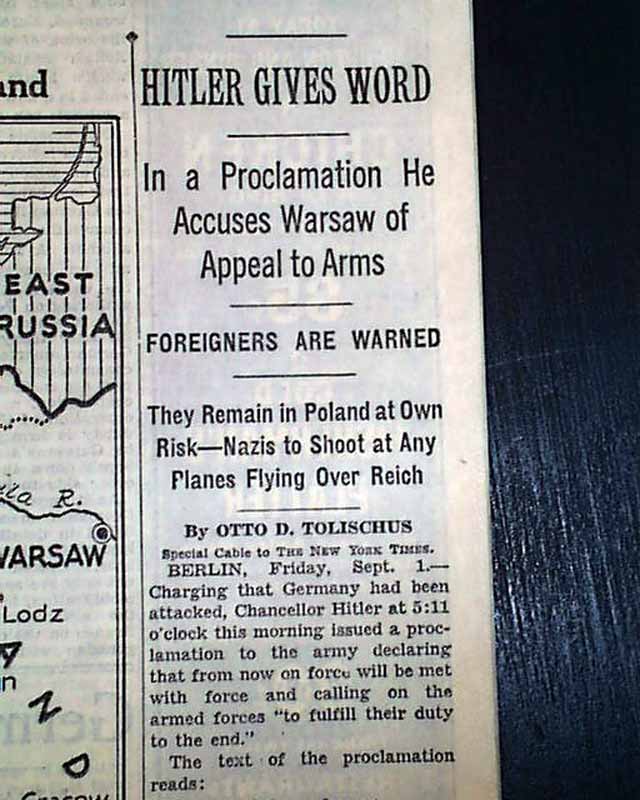 and
EAST
RUSSIA
R.
WARSAW
Lodz
N
D
HITLER GIVES WORD
In a Proclamation He
Accuses Warsaw of
Appeal to Arms
FOREIGNERS ARE WARNED
They Remain in Poland at Own
Risk—Nazis to Shoot at Any
Planes Flying Over Reich
By OTTO D. TOLISCHUS
Special Cable to THE NEW YORK TIMES.
BERLIN, Friday, Sept. 1.—
Charging that Germany had been
attacked, Chancellor Hitler at 5:11
o'clock this morning issued a proc-
lamation to the army declaring
that from now on force will be met
with force and calling on the
armed forces "to fulfill their duty
to the end."
The text of the proclamation
reads: